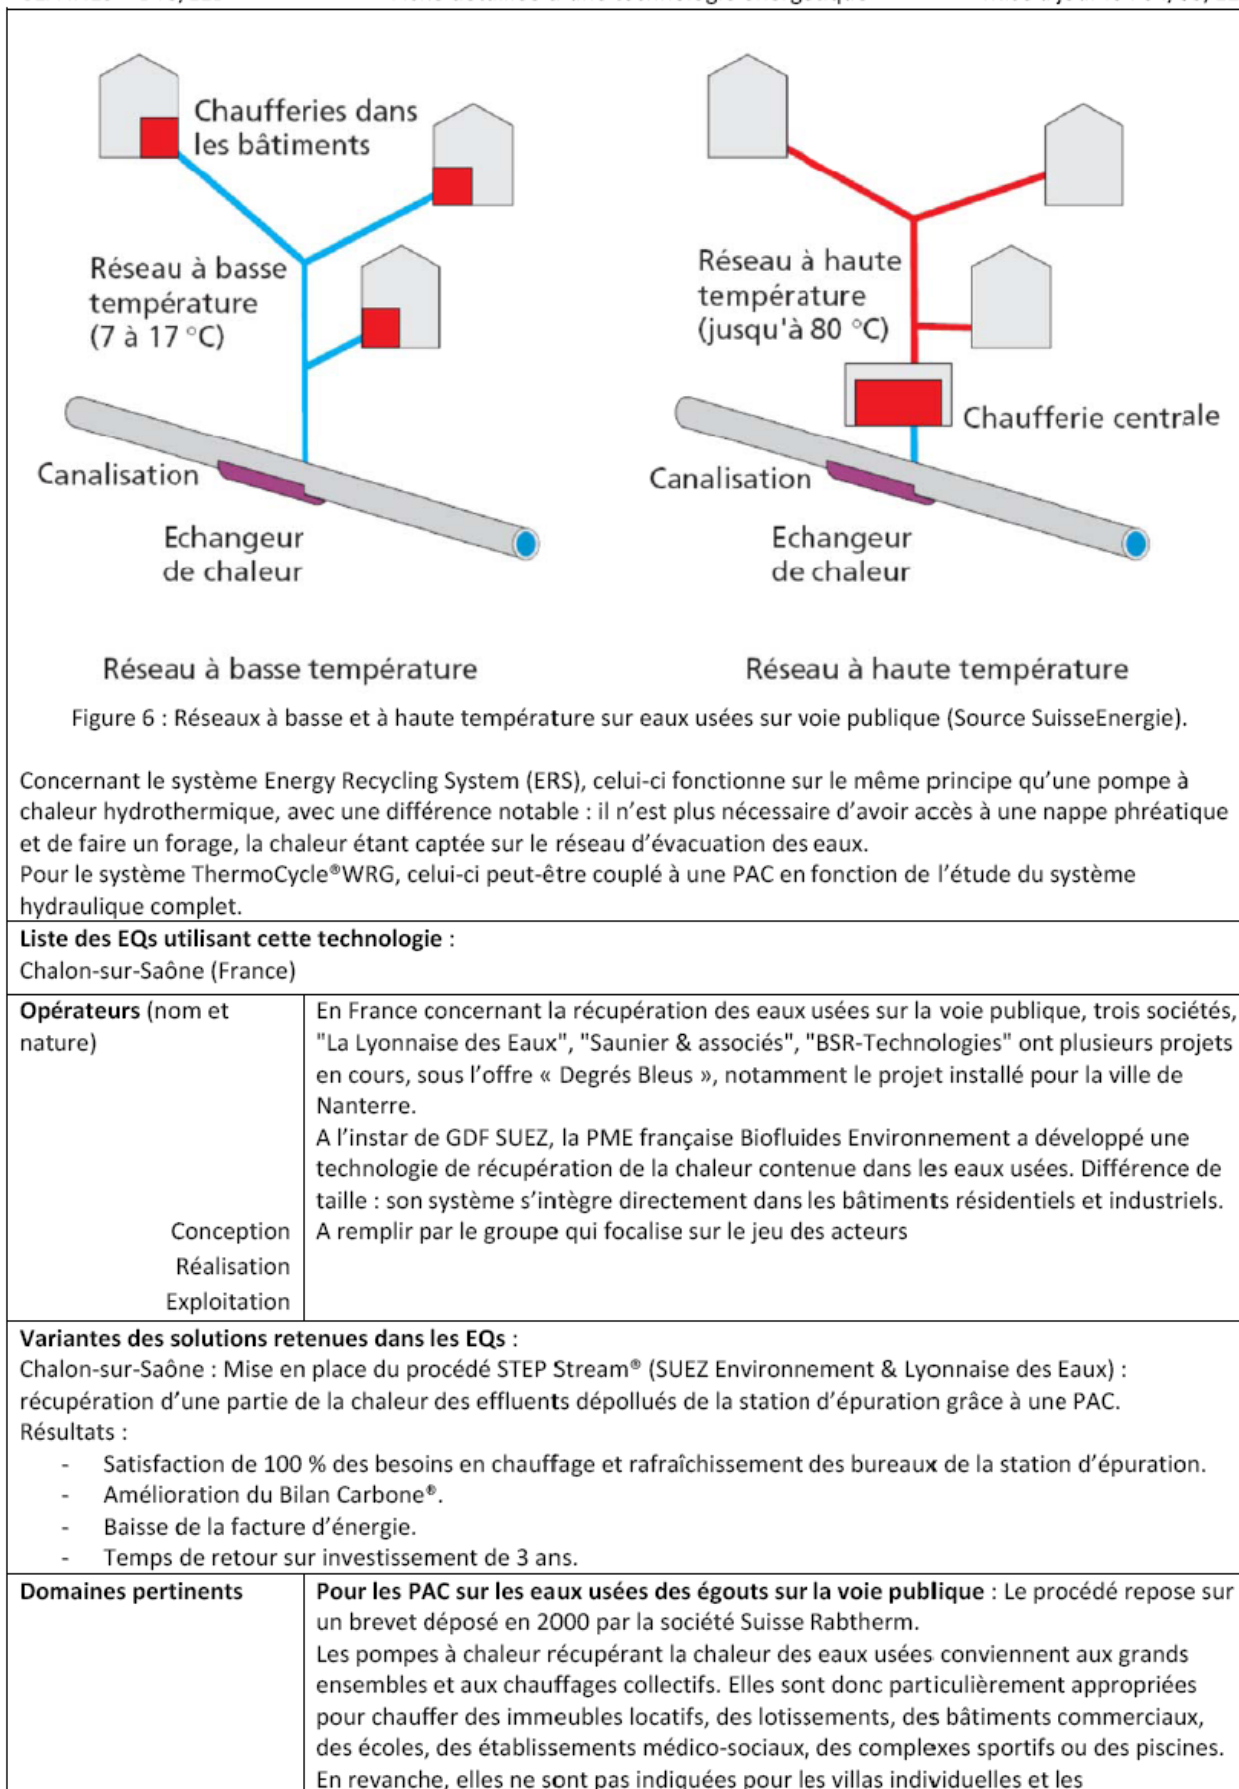 Chaufferies dans
les bâtiments
Réseau à basse
température
(7 à 17 °C)
Canalisation
Echangeur
de chaleur
Réseau à basse température
Réseau à haute
température
(jusqu'à 80 °C)
Chaufferie centrale
Canalisation
Echangeur
de chaleur
Réseau à haute température
Figure 6 : Réseaux à basse et à haute température sur eaux usées sur voie publique (Source SuisseEnergie).
Concernant le système Energy Recycling System (ERS), celui-ci fonctionne sur le même principe qu'une pompe à
chaleur hydrothermique, avec une différence notable : il n'est plus nécessaire d'avoir accès à une nappe phréatique
et de faire un forage, la chaleur étant captée sur le réseau d'évacuation des eaux.
Pour le système ThermoCycle®WRG, celui-ci peut-être couplé à une PAC en fonction de l'étude du système
hydraulique complet.
Liste des EQs utilisant cette technologie :
Chalon-sur-Saône (France)
Opérateurs (nom et
nature)
En France concernant la récupération des eaux usées sur la voie publique, trois sociétés,
"La Lyonnaise des Eaux", "Saunier & associés", "BSR-Technologies" ont plusieurs projets
en cours, sous l'offre « Degrés Bleus », notamment le projet installé pour la ville de
Nanterre.
A l'instar de GDF SUEZ, la PME française Biofluides Environnement a développé une
technologie de récupération de la chaleur contenue dans les eaux usées. Différence de
taille : son système s'intègre directement dans les bâtiments résidentiels et industriels.
Conception
A remplir par le groupe qui focalise sur le jeu des acteurs
Réalisation
Exploitation
Variantes des solutions retenues dans les EQs :
Chalon-sur-Saône : Mise en place du procédé STEP Stream® (SUEZ Environnement & Lyonnaise des Eaux) :
récupération d'une partie de la chaleur des effluents dépollués de la station d'épuration grâce à une PAC.
Résultats :
- Satisfaction de 100 % des besoins en chauffage et rafraîchissement des bureaux de la station d'épuration.
- Amélioration du Bilan Carbone®.
- Baisse de la facture d'énergie.
- Temps de retour sur investissement de 3 ans.
Domaines pertinents
Pour les PAC sur les eaux usées des égouts sur la voie publique : Le procédé repose sur
un brevet déposé en 2000 par la société Suisse Rabtherm.
Les pompes à chaleur récupérant la chaleur des eaux usées conviennent aux grands
ensembles et aux chauffages collectifs. Elles sont donc particulièrement appropriées
pour chauffer des immeubles locatifs, des lotissements, des bâtiments commerciaux,
des écoles, des établissements médico-sociaux, des complexes sportifs ou des piscines.
En revanche, elles ne sont pas indiquées pour les villas individuelles et les